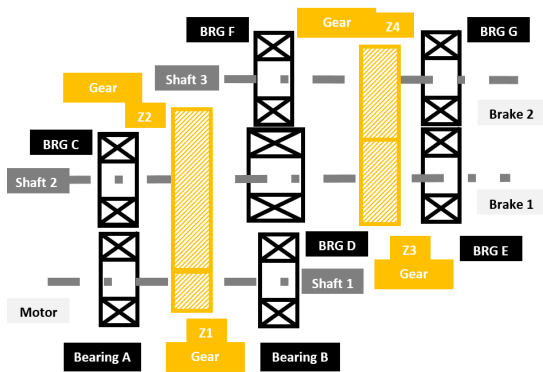 BRG F
Gear
Z4
BRG G
Gear
Shaft 3
Z2
Brake 2
BRG C
Shaft 2
Brake 1
BRG D
Z3
BRG E
Gear
Shaft 1
Motor
Z1
Bearing A
Gear
Bearing B